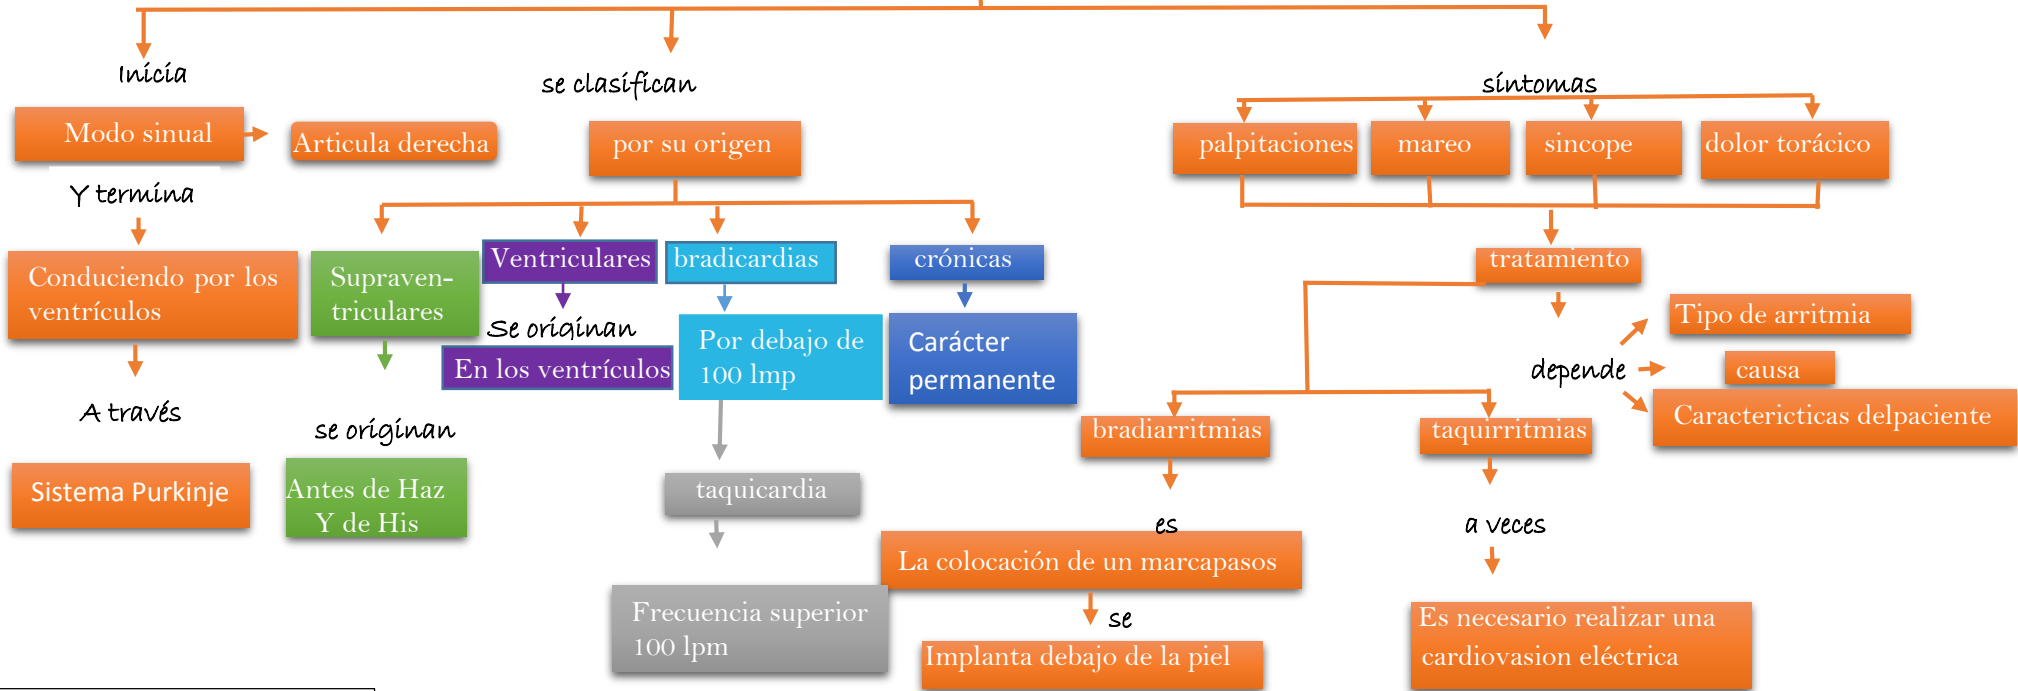 Inicia
Modo sinual
Articula derecha
Y termina
Conduciendo por los
ventrículos
A través
Sistema Purkinje
se clasifican
por su origen
Supraven-
triculares
se originan
Antes de Haz
Y de His
Ventriculares
Se originan
En los ventrículos
bradicardias
Por debajo de
100 lmp
taquicardia
Frecuencia superior
100 lpm
crónicas
Carácter
permanente
síntomas
palpitaciones
mareo
sincope
dolor torácico
tratamiento
depende
Tipo de arritmia
causa
Caractericticas delpaciente
bradiarritmias
es
La colocación de un marcapasos
se
Implanta debajo de la piel
taquirritmias
a veces
Es necesario realizar una
cardiovasion eléctrica